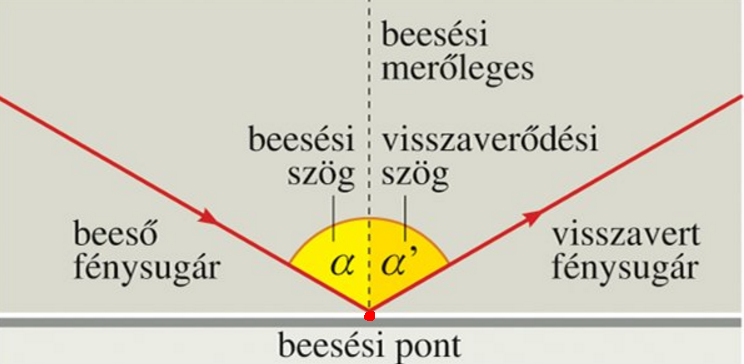 beesési
merőleges
beesési
szög
visszaverődési
szög
beeső
fénysugár
α
α’
visszavert
fénysugár
beesési pont